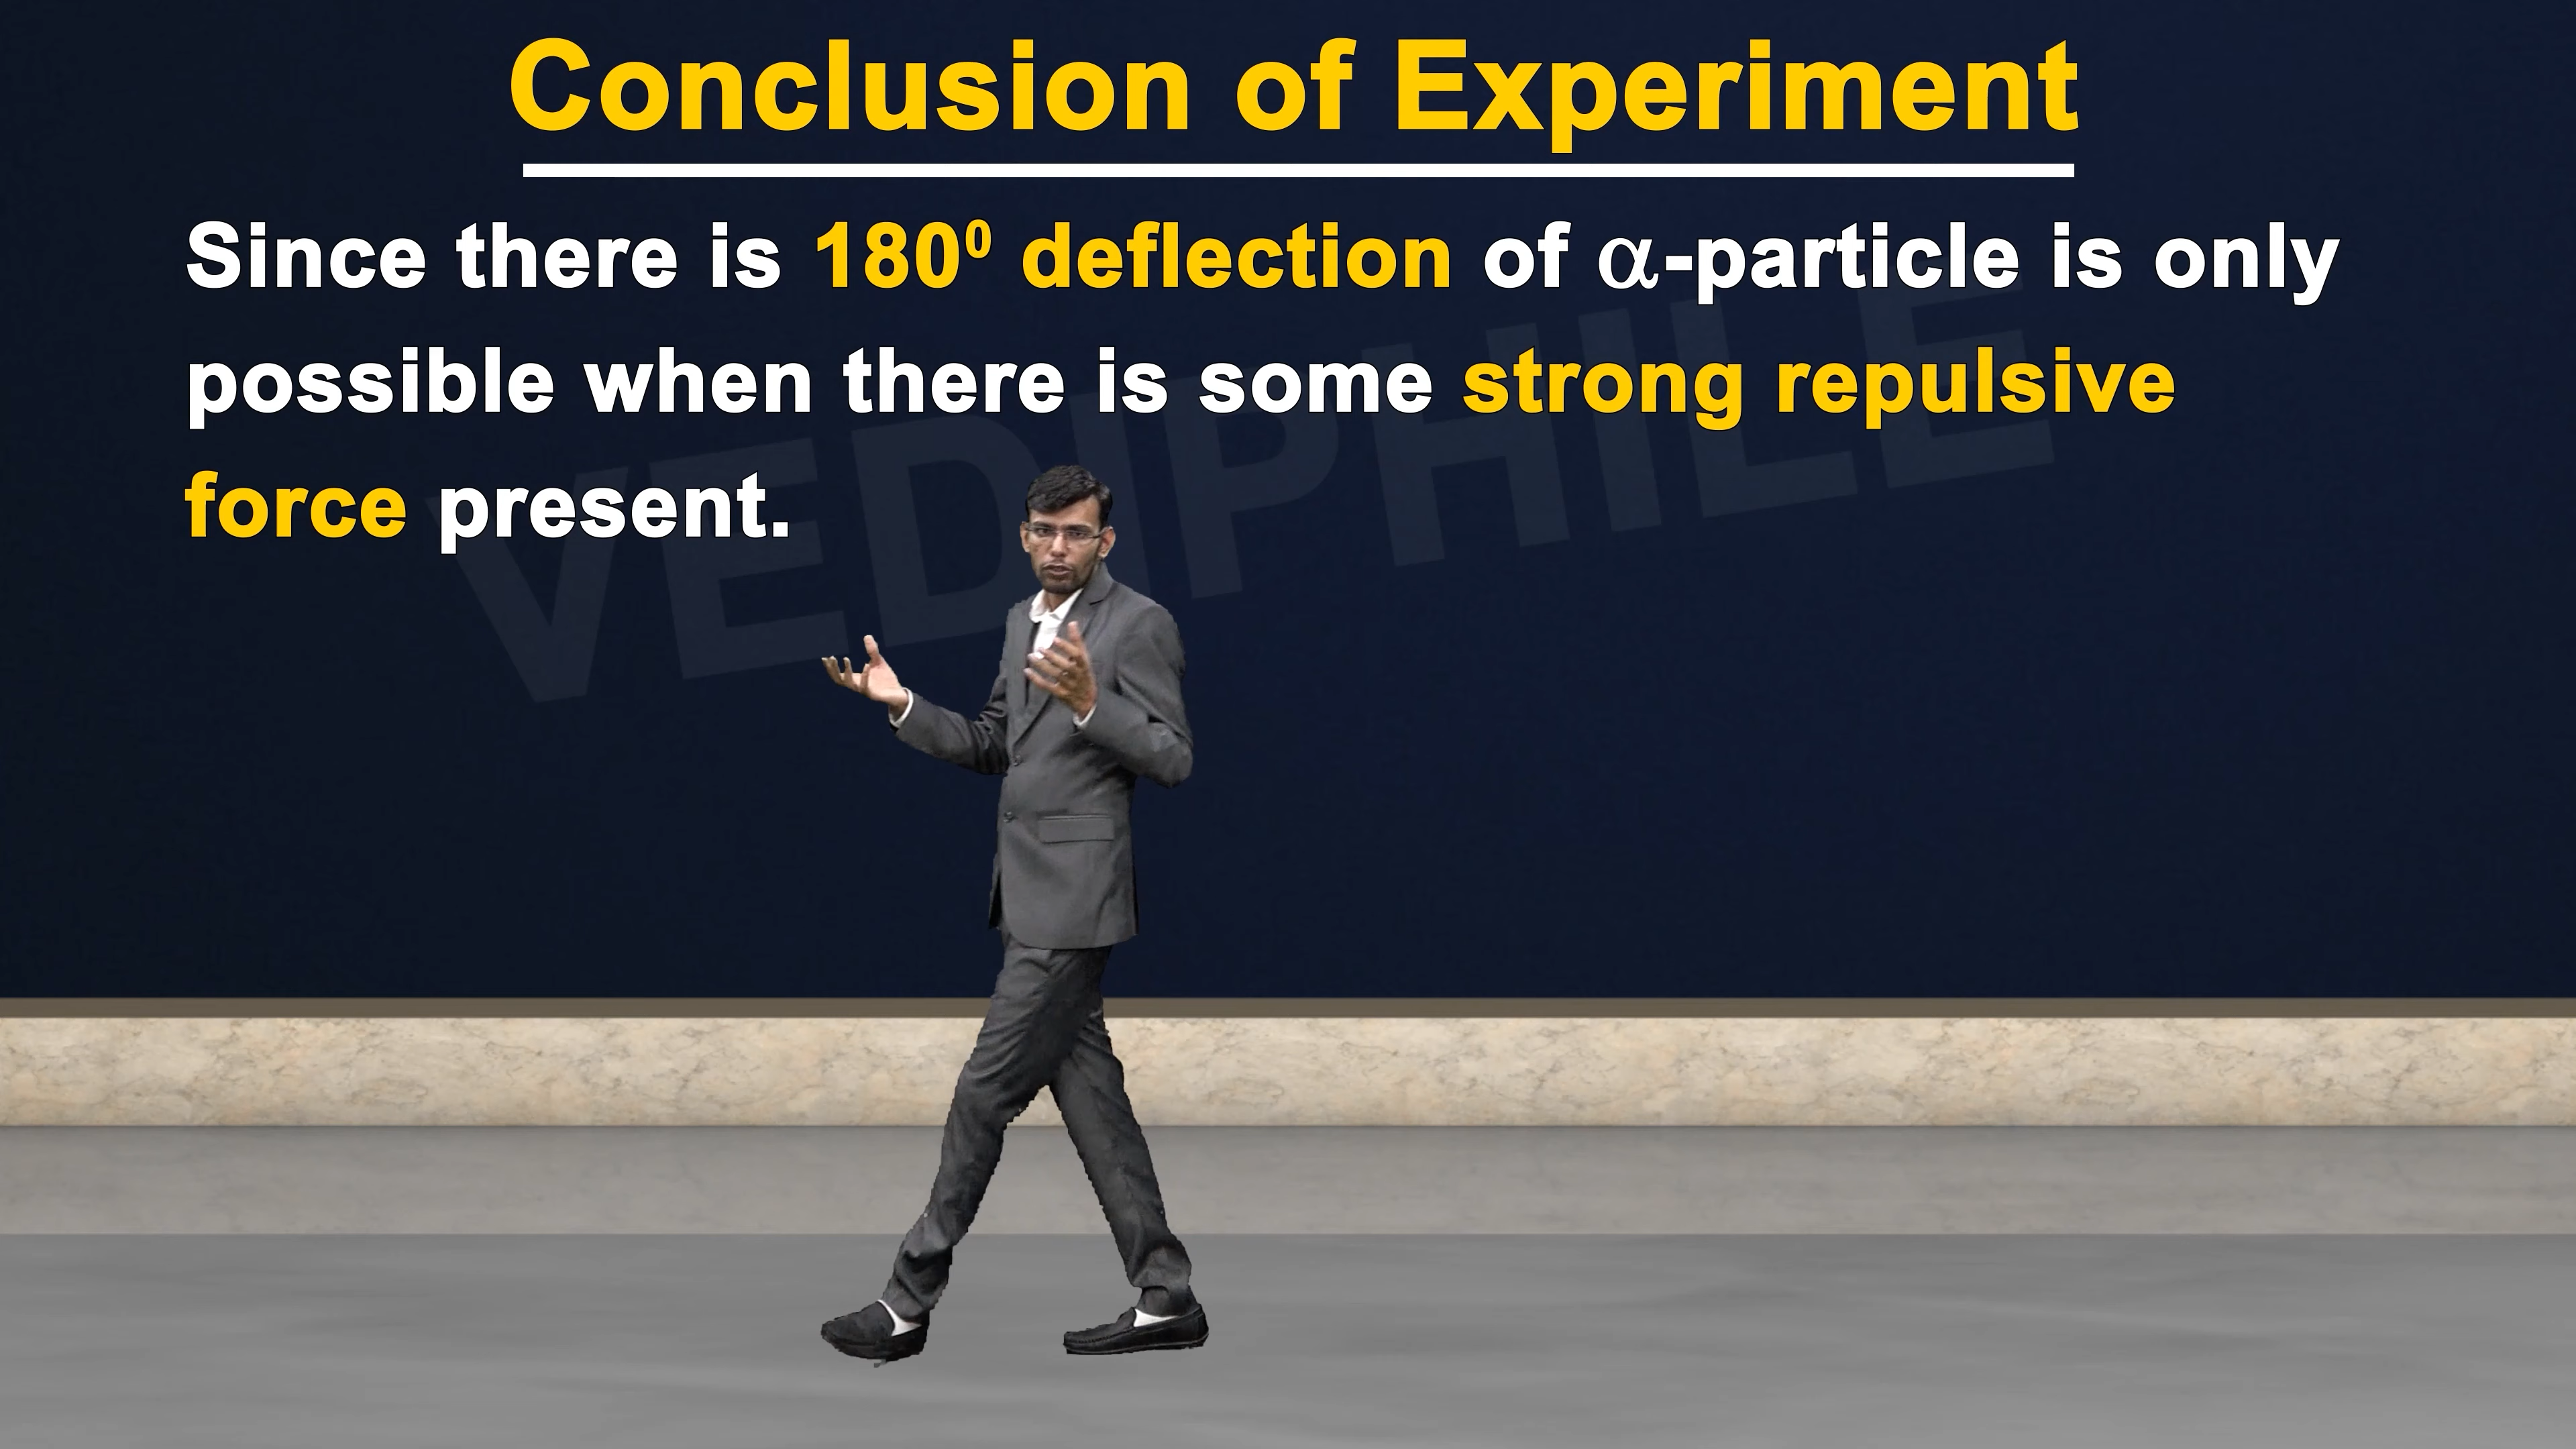 Conclusion of Experiment
Since there is 180⁰ deflection of α-particle is only
possible when there is some strong repulsive
force present.
VEDIPHILE